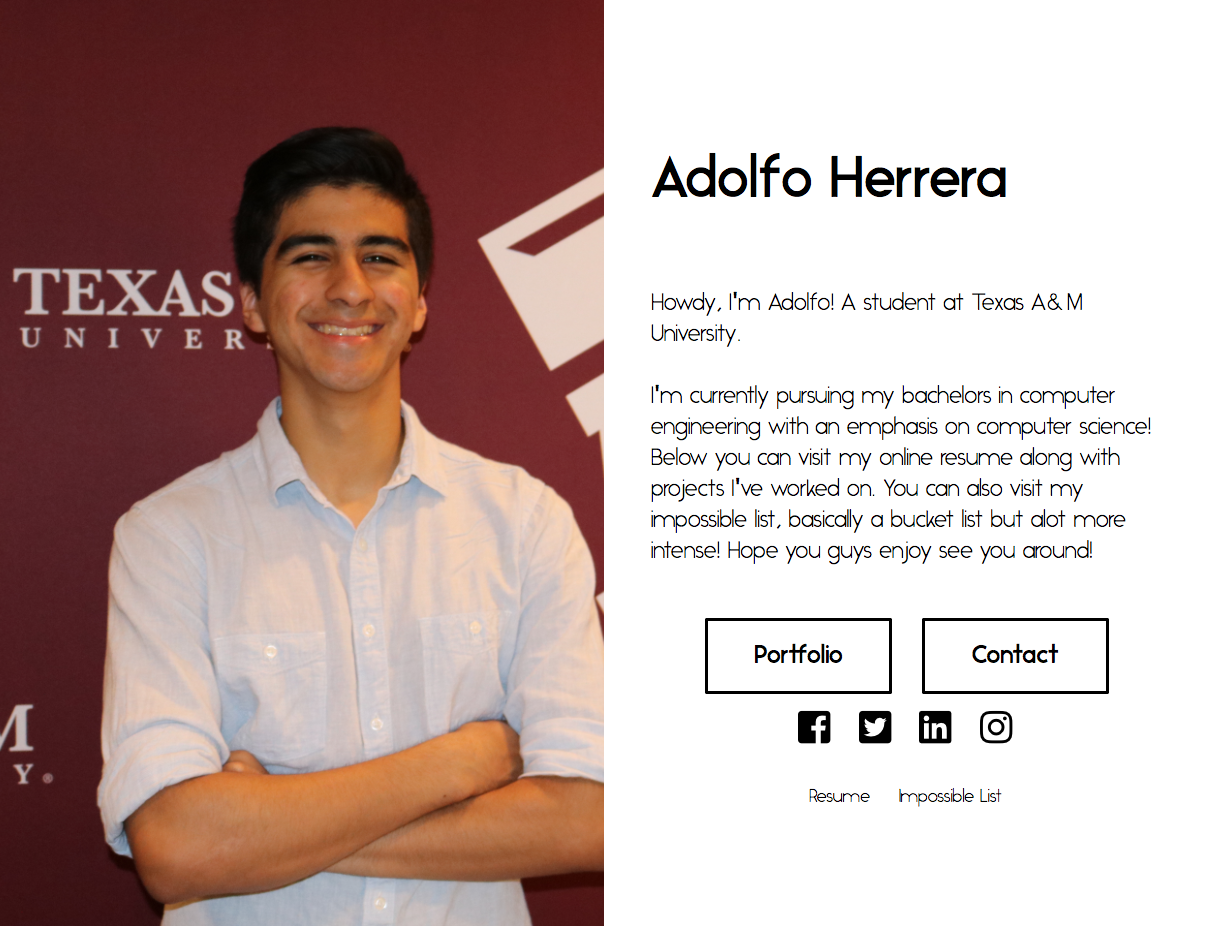 TEXAS
UNIVERS
M
Y®
Adolfo Herrera
Howdy, I'm Adolfo! A student at Texas A&M
University.
I'm currently pursuing my bachelors in computer
engineering with an emphasis on computer science!
Below you can visit my online resume along with
projects I've worked on. You can also visit my
impossible list, basically a bucket list but alot more
intense! Hope you guys enjoy see you around!
Portfolio
Contact
Resume
Impossible List